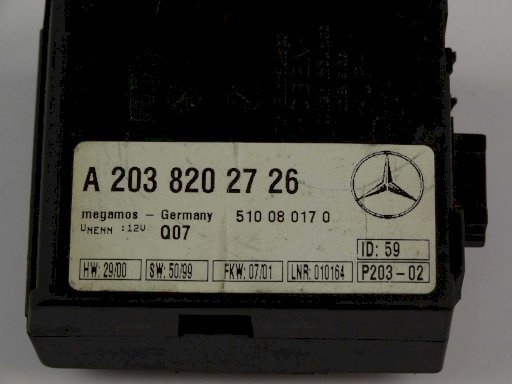 A 203 820 27 26
megamos - Germany 510 08 017 0
UNENN :12V Q07
ID: 59
HW: 29/00 SW: 50/99 FKW: 07/01 LNR: 010164 P203-02